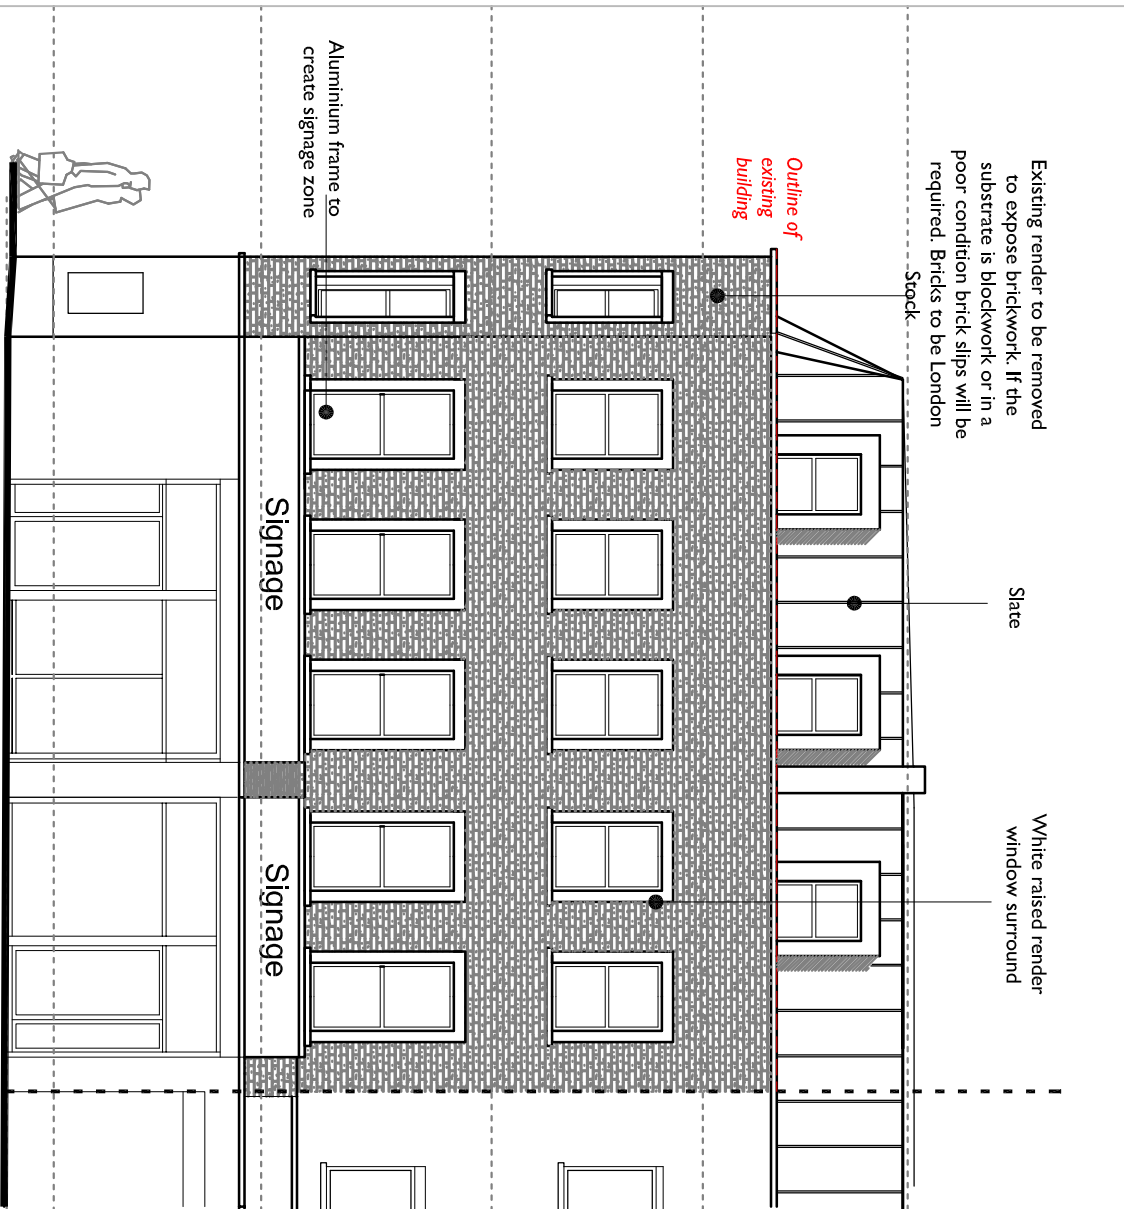 Existing render to be removed
to expose brickwork. If the
substrate is blockwork or in a
poor condition brick slips will be
required. Bricks to be London
Stock
Slate
White raised render
window surround
Outline of
existing
building
Aluminium frame to
create signage zone
Signage
Signage